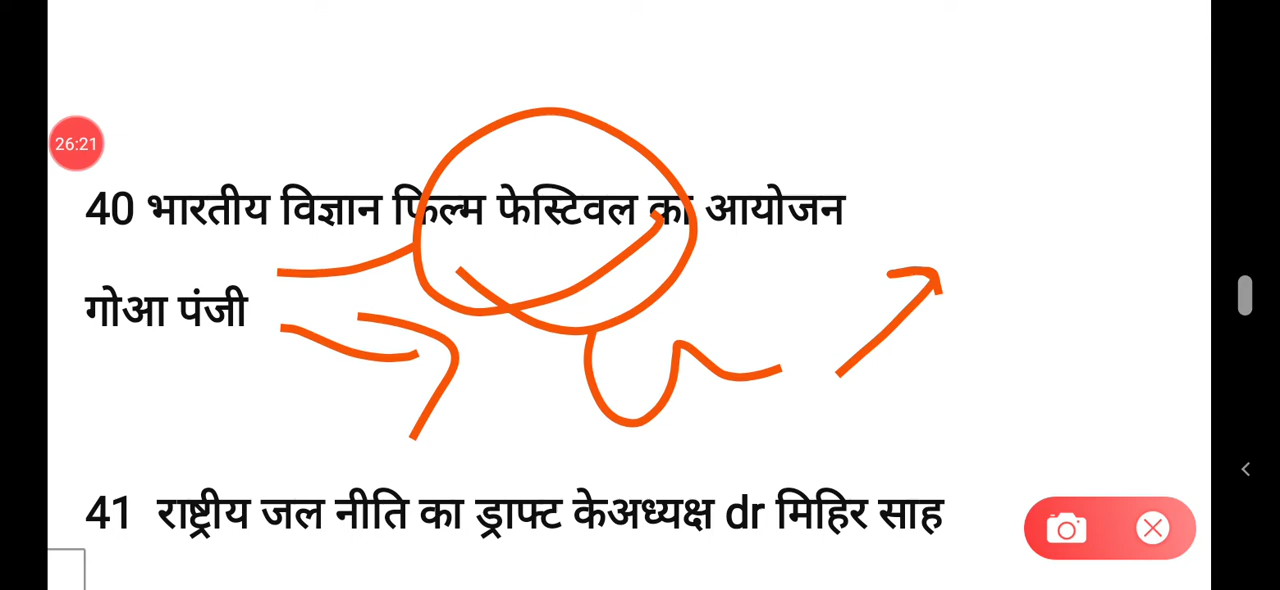 26:21
40 भारतीय विज्ञान फिल्म फेस्टिवल का आयोजन
गोआ पंजी
41 राष्ट्रीय जल नीति का ड्राफ्ट केअध्यक्ष dr मिहिर साह